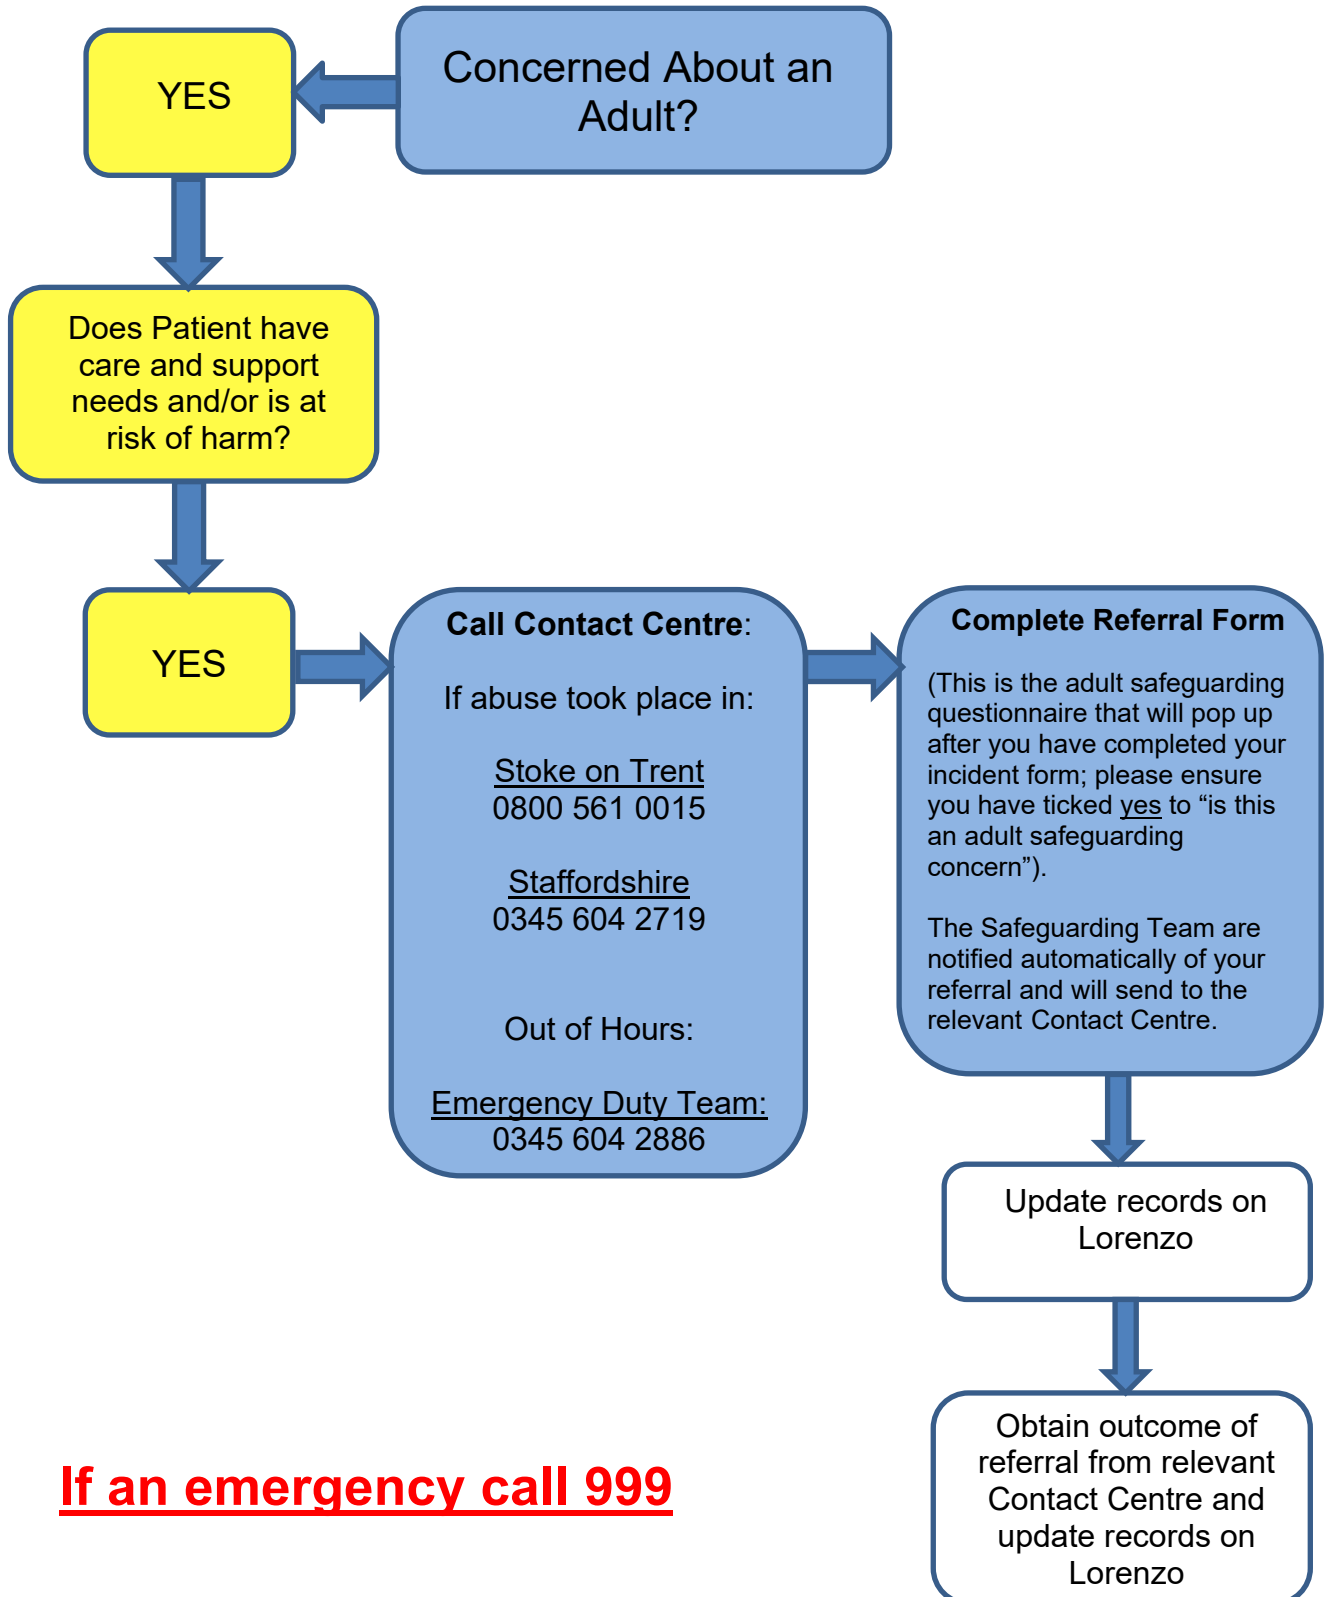 Concerned About an
Adult?
YES
Does Patient have
care and support
needs and/or is at
risk of harm?
YES
Call Contact Centre:
If abuse took place in:
Stoke on Trent
0800 561 0015
Staffordshire
0345 604 2719
Out of Hours:
Emergency Duty Team:
0345 604 2886
Complete Referral Form
(This is the adult safeguarding
questionnaire that will pop up
after you have completed your
incident form; please ensure
you have ticked yes to “is this
an adult safeguarding
concern”).
The Safeguarding Team are
notified automatically of your
referral and will send to the
relevant Contact Centre.
Update records on
Lorenzo
Obtain outcome of
referral from relevant
Contact Centre and
update records on
Lorenzo
If an emergency call 999